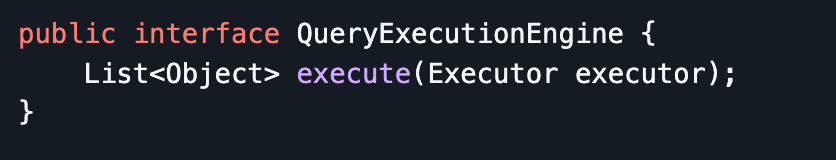 public interface QueryExecutionEngine {
    List<Object> execute(Executor executor);
}